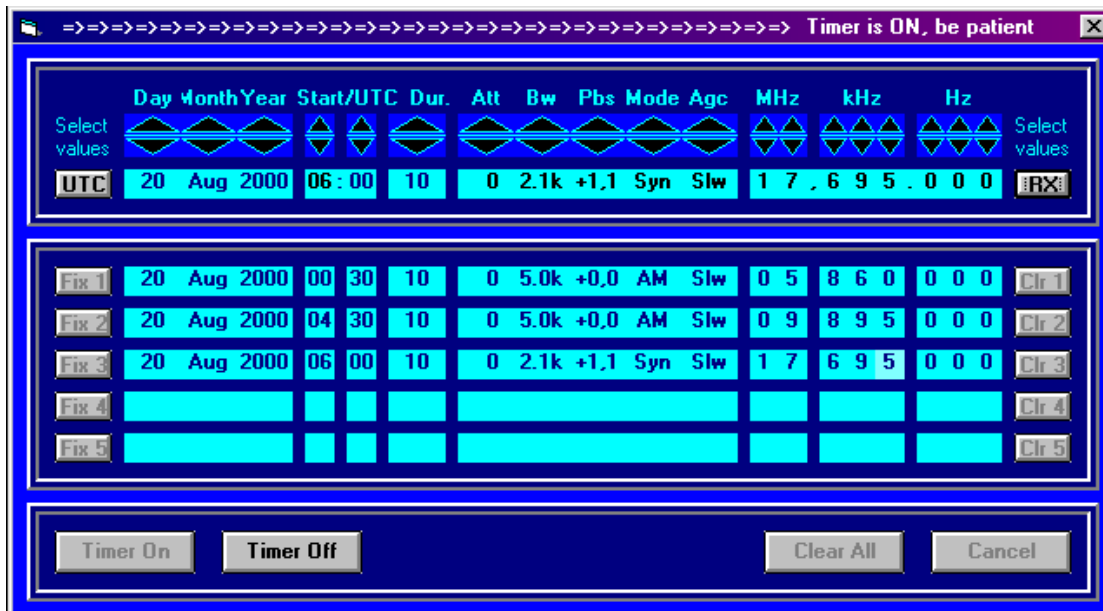 =>=>=>=>=>=>=>=>=>=>=>=>=>=>=>=>=>=>=>=>=>=>=>=>=>=>=>=>=> Timer is ON, be patient
Day Month Year Start/UTC Dur. Att Bw Pbs Mode Agc MHz kHz Hz
Select values Select values
UTC 20 Aug 2000 06:00 10 0 2.1k +1,1 Syn Slw 1 7 , 6 9 5 . 0 0 0 RX
Fix 1 20 Aug 2000 00 30 10 0 5.0k +0,0 AM Slw 0 5 8 6 0 0 0 0 Clr 1
Fix 2 20 Aug 2000 04 30 10 0 5.0k +0,0 AM Slw 0 9 8 9 5 0 0 0 Clr 2
Fix 3 20 Aug 2000 06 00 10 0 2.1k +1,1 Syn Slw 1 7 6 9 5 0 0 0 Clr 3
Fix 4 Clr 4
Fix 5 Clr 5
Timer On Timer Off Clear All Cancel